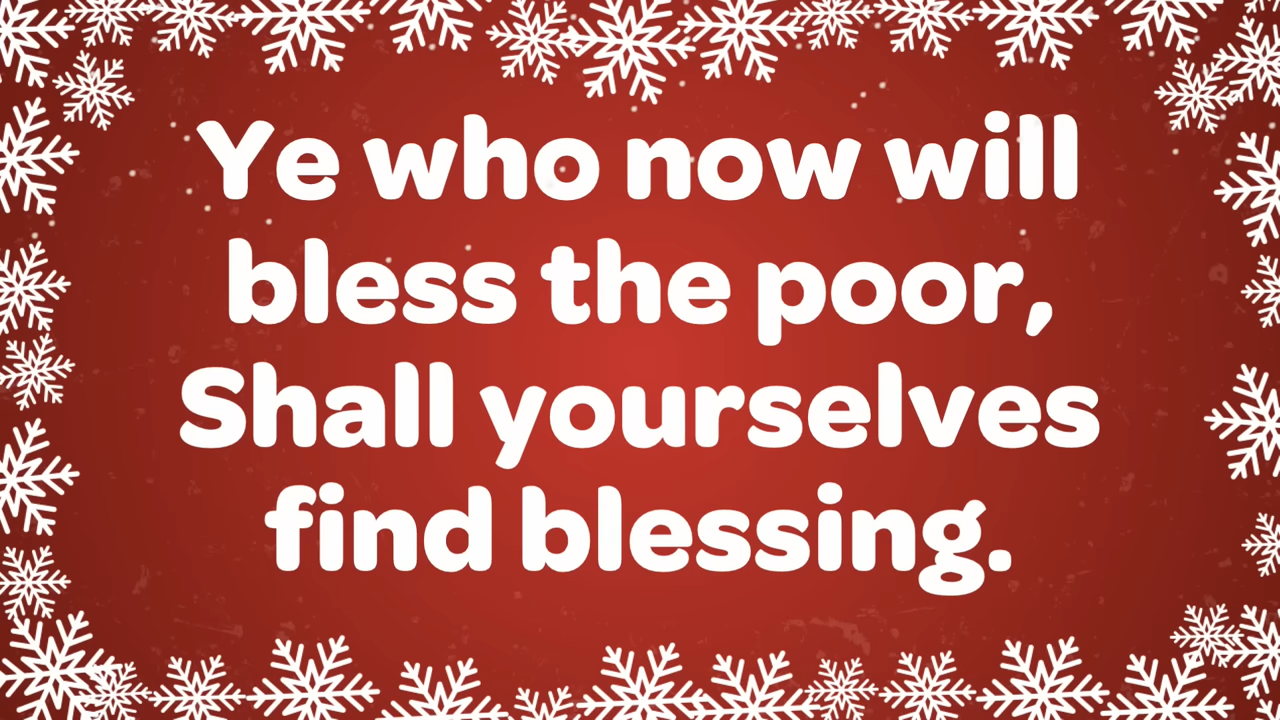 Ye who now will
bless the poor,
Shall yourselves
find blessing.